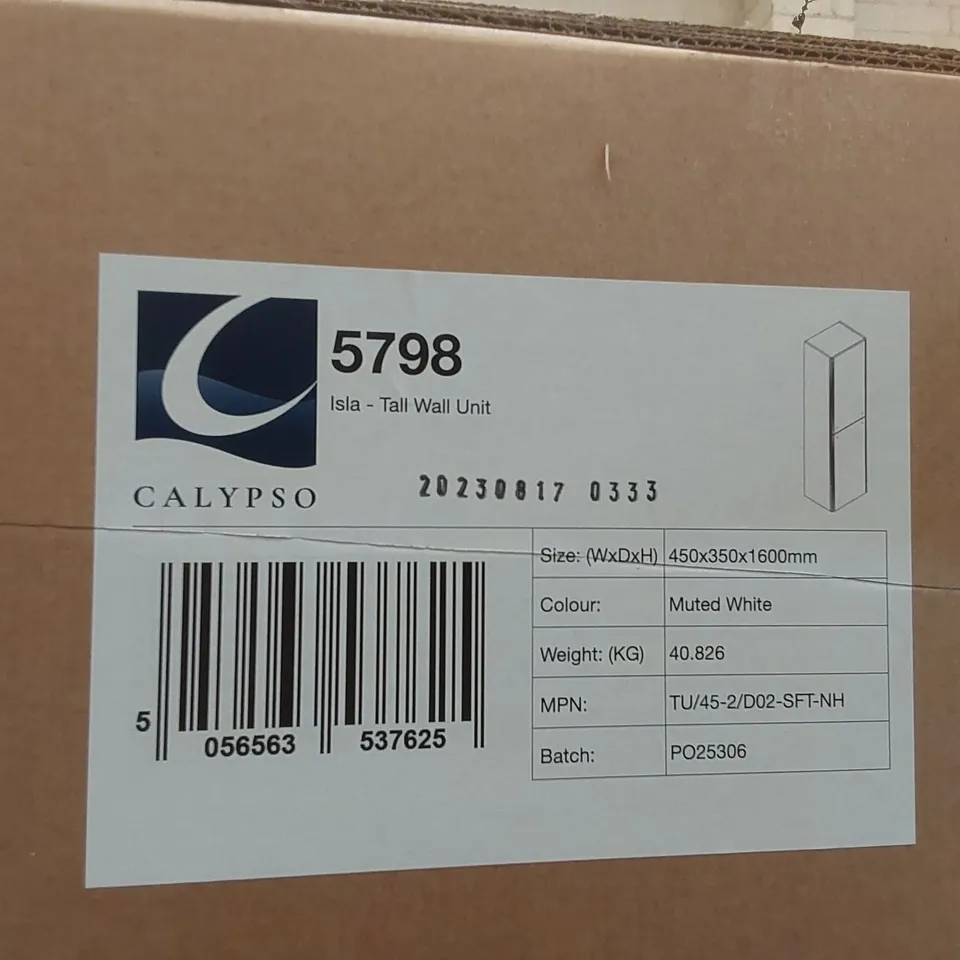 5798
Isla - Tall Wall Unit
CALYPSO
20230817 0333
Size: (WxDxH) 450x350x1600mm
Colour: Muted White
Weight: (KG) 40.826
MPN: TU/45-2/D02-SFT-NH
Batch: PO25306
5 056563 537625